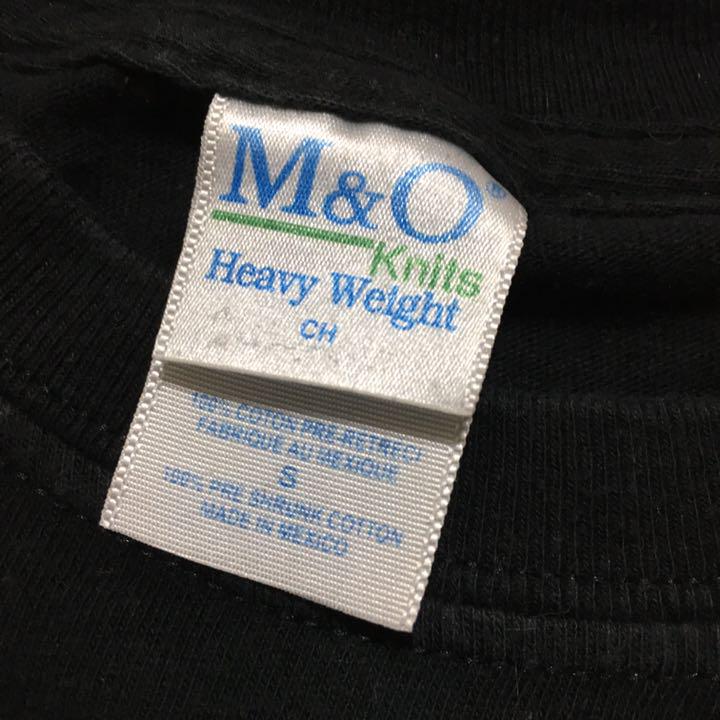 M&O®
Knits
Heavy Weight
CH
100% COTON PRE-RETRECI
FABRIQUE AU MEXIQUE
S
100% PRE SHRUNK COTTON
MADE IN MEXICO